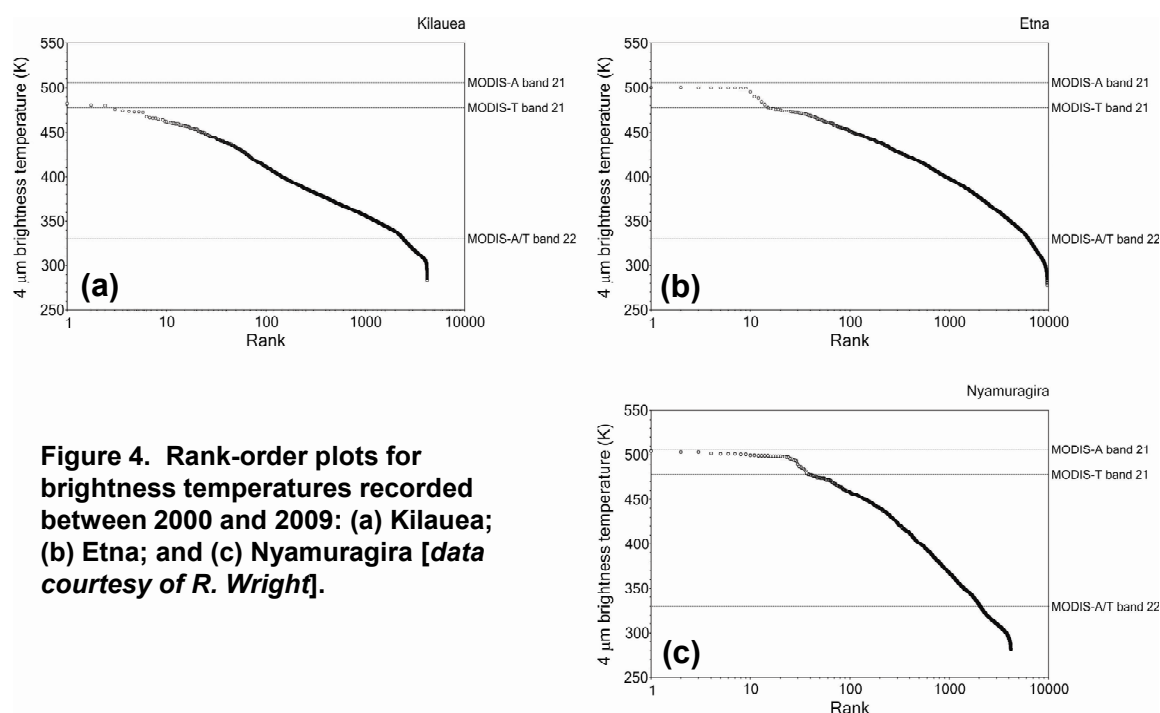 Kilauea
550
500
450
400
350
300
250
4 µm brightness temperature (K)
MODIS-A band 21
MODIS-T band 21
MODIS-A/T band 22
(a)
1 10 100 1000 10000
Rank
Etna
550
500
450
400
350
300
250
4 µm brightness temperature (K)
MODIS-A band 21
MODIS-T band 21
MODIS-A/T band 22
(b)
1 10 100 1000 10000
Rank
Figure 4. Rank-order plots for
brightness temperatures recorded
between 2000 and 2009: (a) Kilauea;
(b) Etna; and (c) Nyamuragira [data
courtesy of R. Wright].
Nyamuragira
550
500
450
400
350
300
250
4 µm brightness temperature (K)
MODIS-A band 21
MODIS-T band 21
MODIS-A/T band 22
(c)
1 10 100 1000 10000
Rank